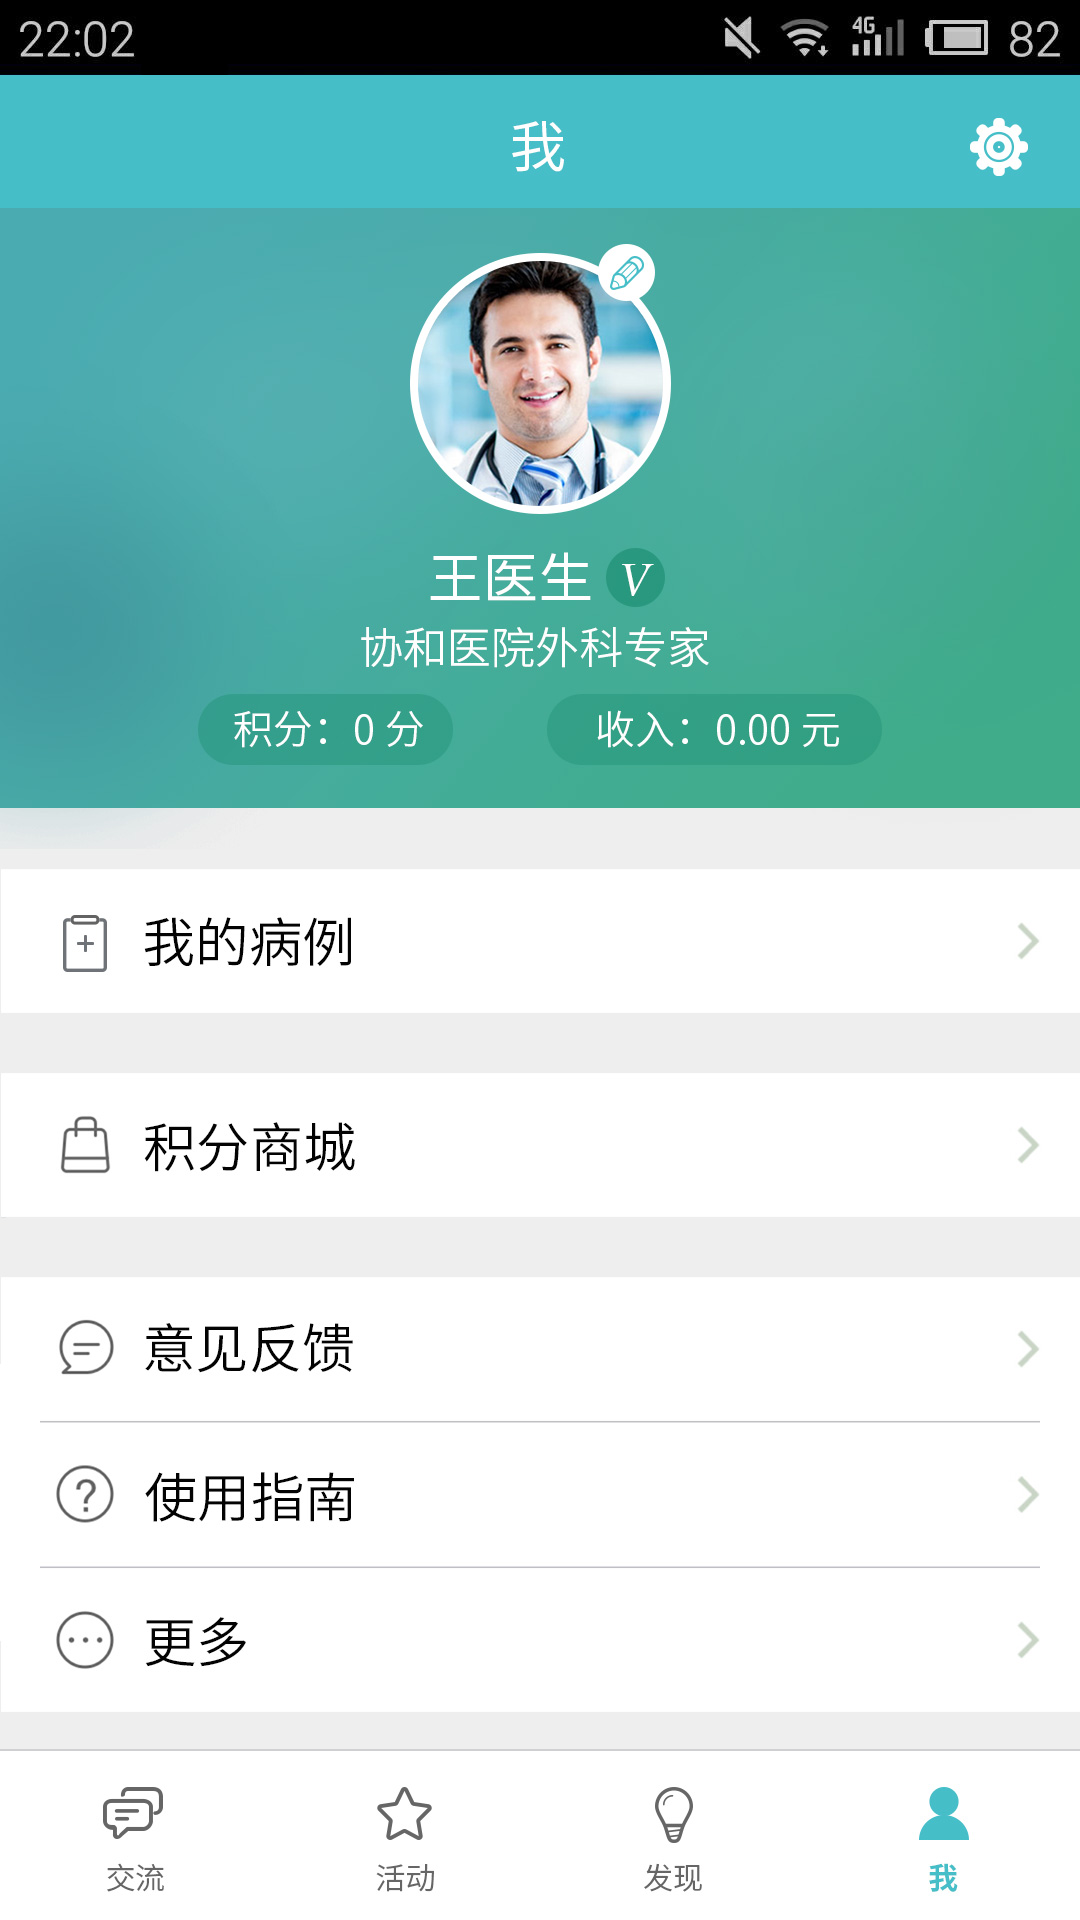 22:02 4G 82
我
王医生 V
协和医院外科专家
积分：0 分 收入：0.00 元
我的病例
积分商城
意见反馈
使用指南
更多
交流 活动 发现 我